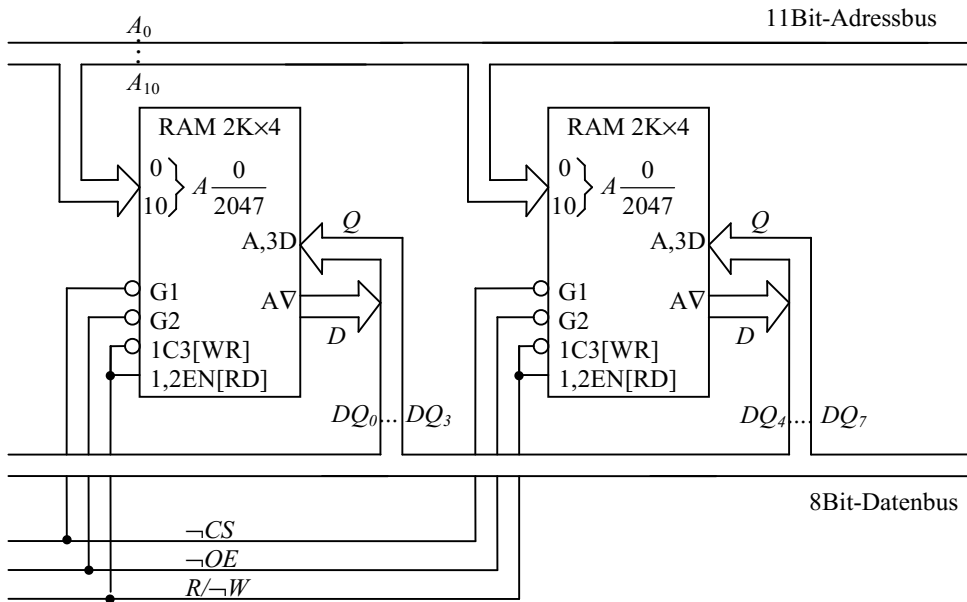 11Bit-Adressbus
A0
A10
RAM 2K×4
0
10
A 0/2047
A,3D
Q
G1
A∇
G2
D
1C3[WR]
1,2EN[RD]
DQ0... DQ3
RAM 2K×4
0
10
A 0/2047
A,3D
Q
G1
A∇
G2
D
1C3[WR]
1,2EN[RD]
DQ4.... DQ7
8Bit-Datenbus
¬CS
¬OE
R/¬W